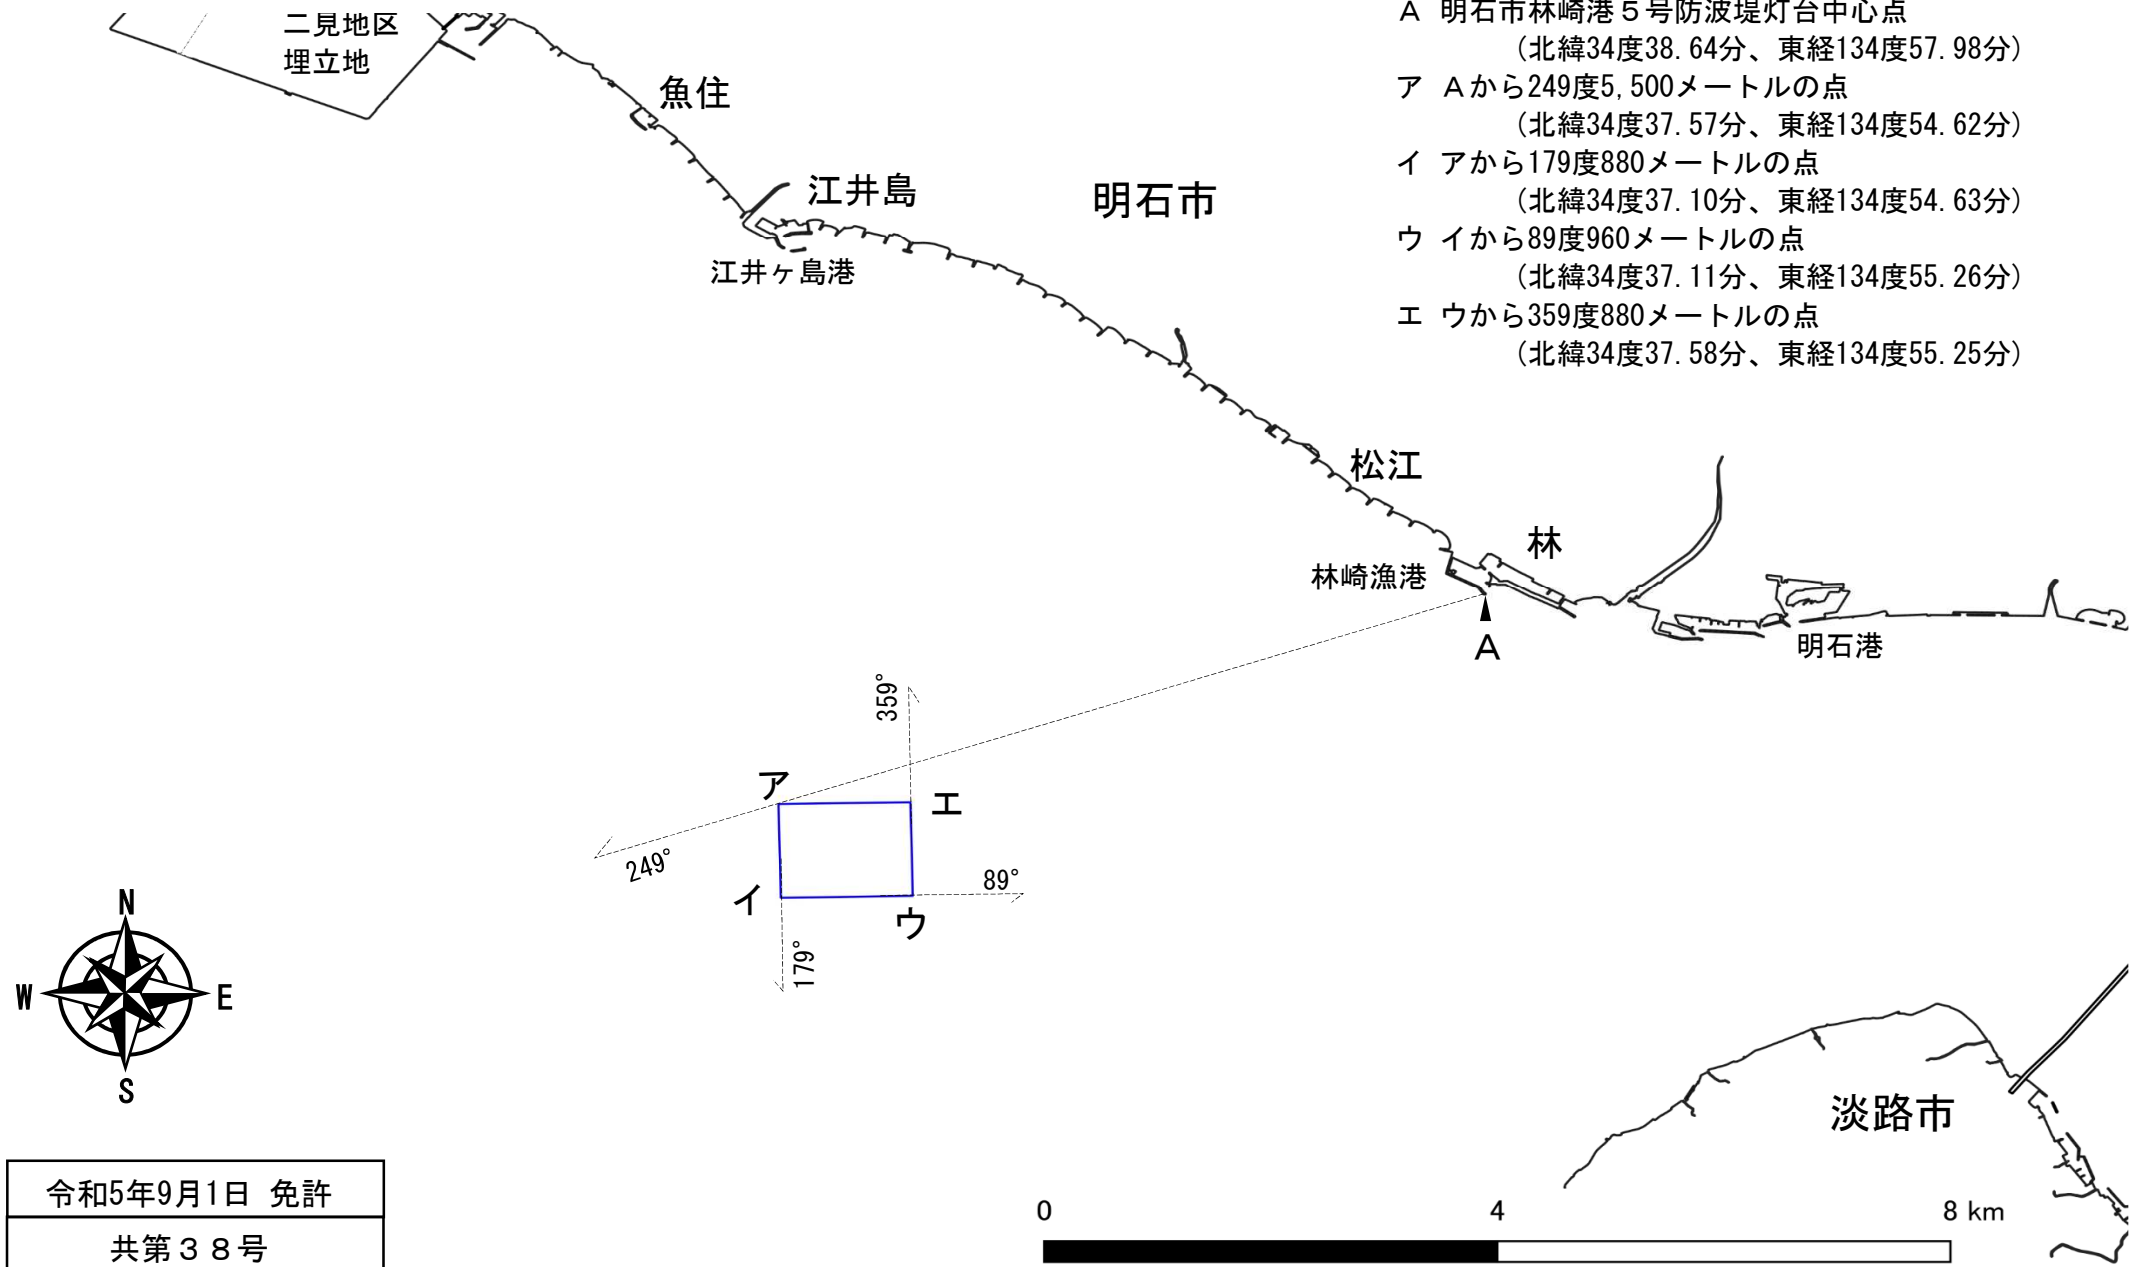 二見地区
埋立地
魚住
江井島
江井ヶ島港
明石市
A 明石市林崎港５号防波堤灯台中心点
（北緯34度38.64分、東経134度57.98分）
ア Ａから249度5,500メートルの点
（北緯34度37.57分、東経134度54.62分）
イ アから179度880メートルの点
（北緯34度37.10分、東経134度54.63分）
ウ イから89度960メートルの点
（北緯34度37.11分、東経134度55.26分）
エ ウから359度880メートルの点
（北緯34度37.58分、東経134度55.25分）
松江
林
林崎漁港
A
明石港
359°
ア
エ
249°
イ
89°
ウ
179°
N
W
E
S
淡路市
令和5年9月1日 免許
共第３８号
0 4 8 km